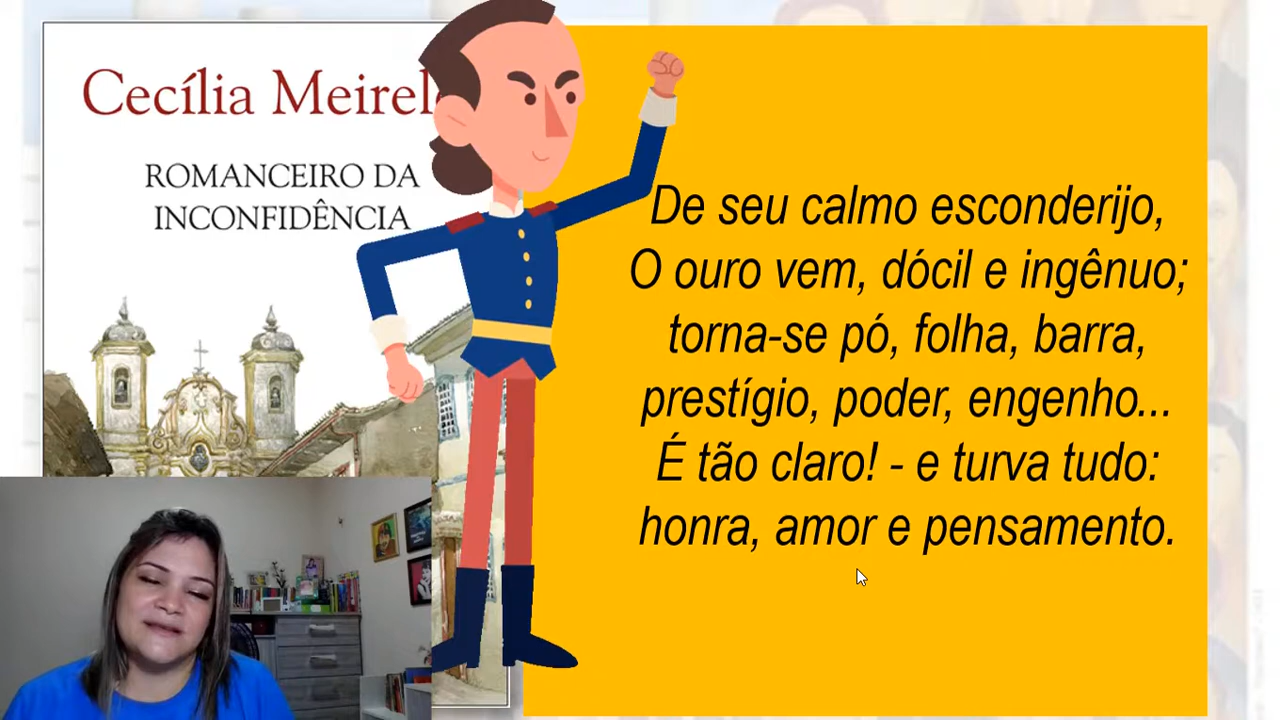 Cecília Meirel
ROMANCEIRO DA
INCONFIDÊNCIA
De seu calmo esconderijo,
O ouro vem, dócil e ingênuo;
torna-se pó, folha, barra,
prestígio, poder, engenho...
É tão claro! - e turva tudo:
honra, amor e pensamento.